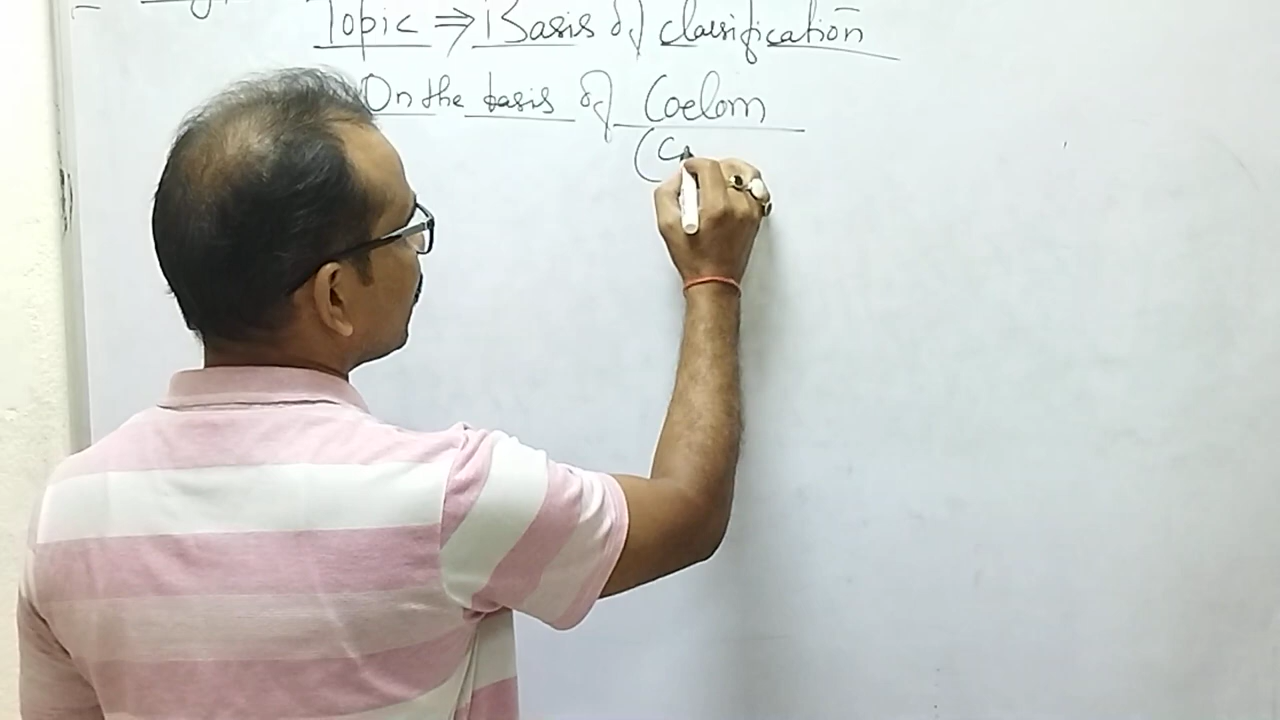 Topic ⇒ Basis of classification
On the basis of Coelom
(C